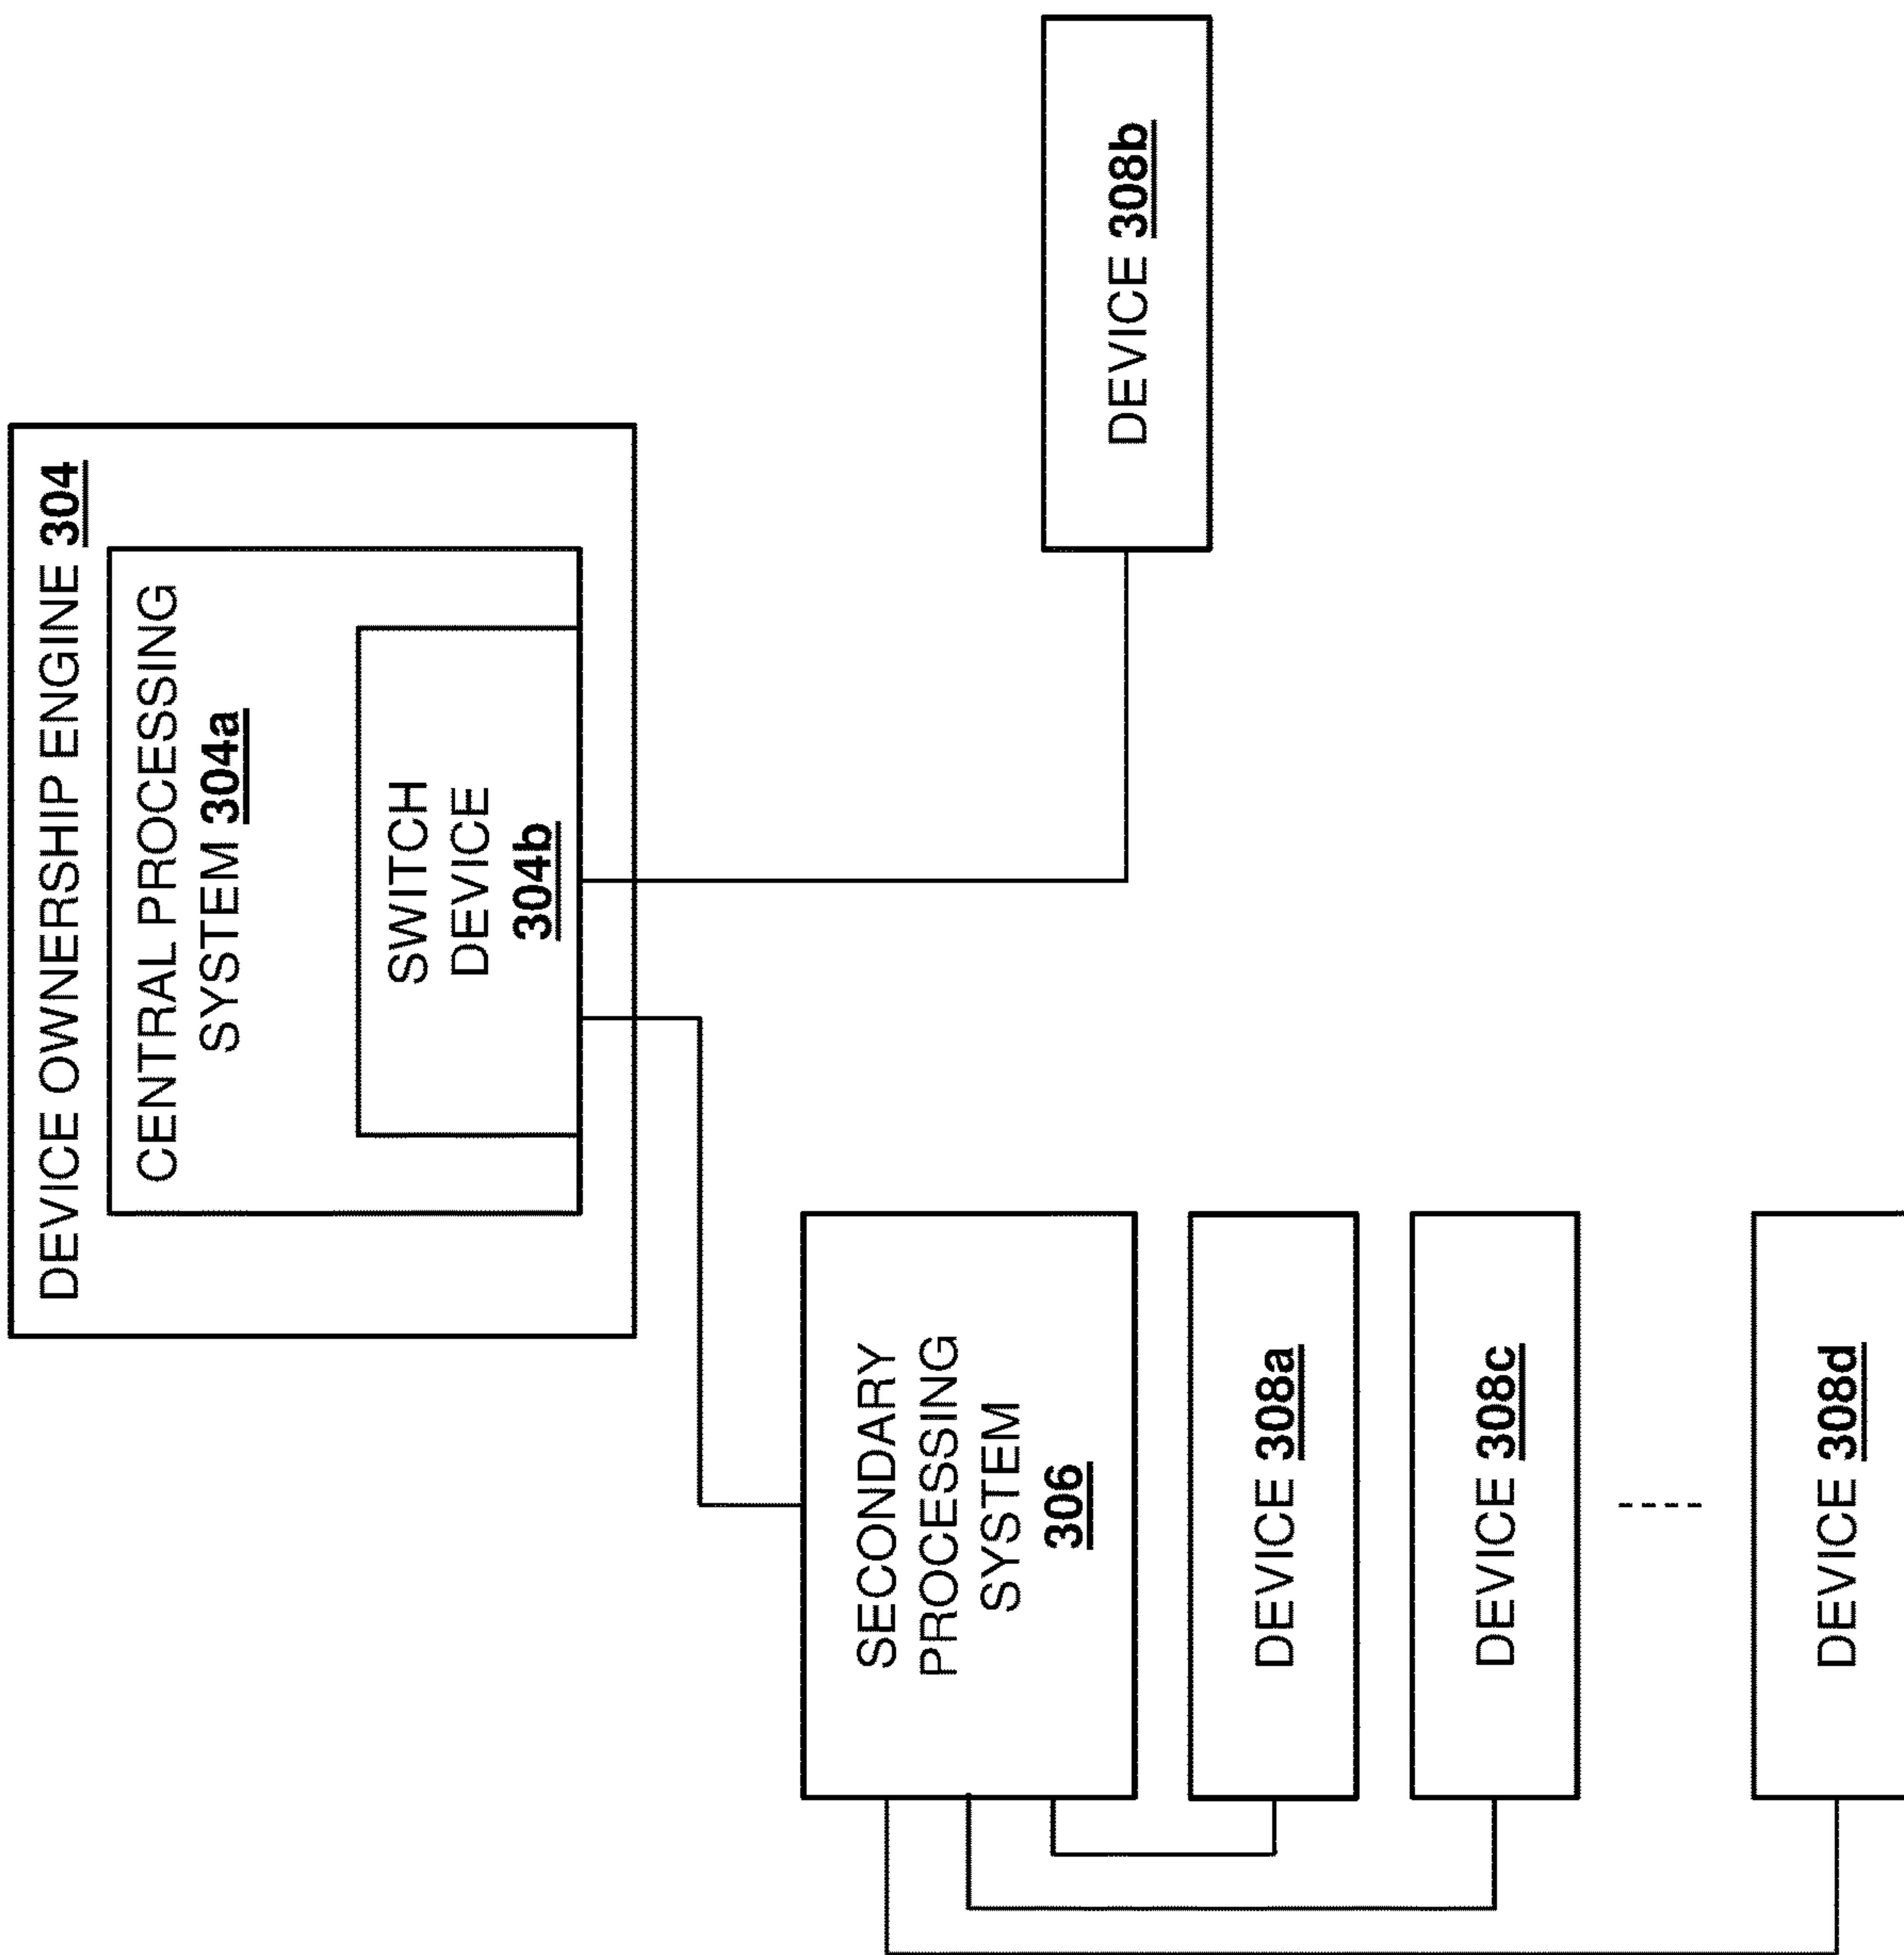 DEVICE OWNERSHIP ENGINE 304
CENTRAL PROCESSING
SYSTEM 304a
SWITCH
DEVICE
304b
SECONDARY
PROCESSING
SYSTEM
306
DEVICE 308a
DEVICE 308c
DEVICE 308d
DEVICE 308b